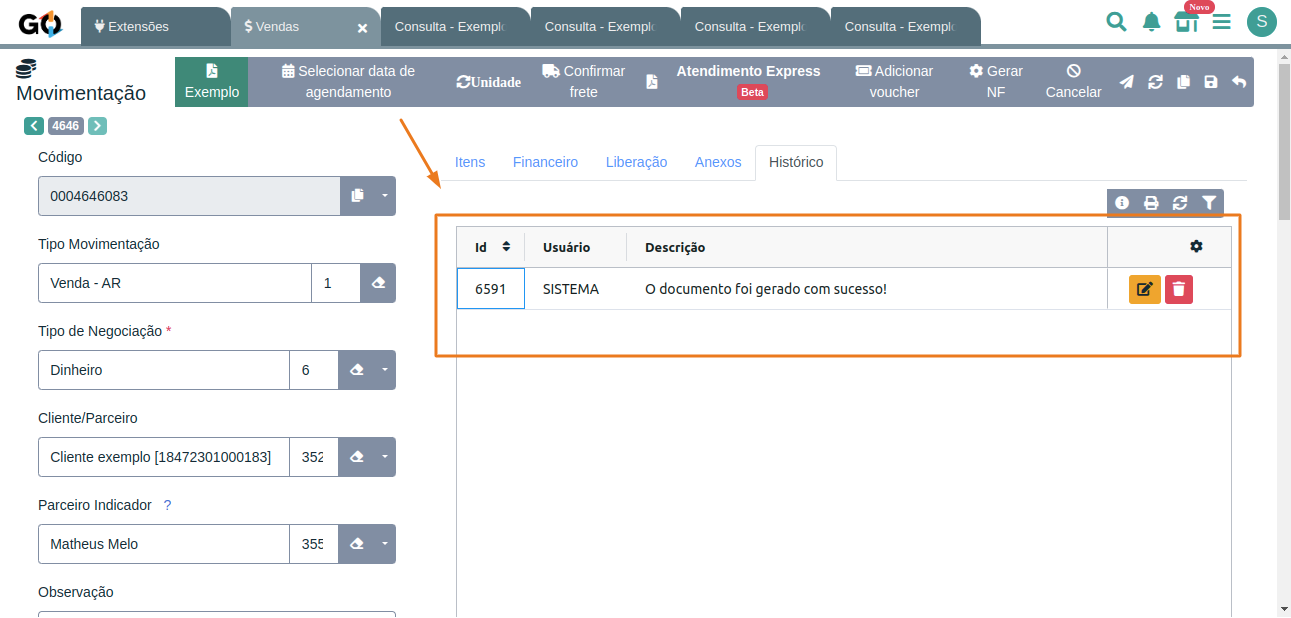 GO
Extensões
$ Vendas
Consulta - Exemplo
Consulta - Exemplo
Consulta - Exemplo
Consulta - Exemplo
Novo
S
Movimentação
Exemplo
Selecionar data de
agendamento
Unidade
Confirmar
frete
Atendimento Express
Beta
Adicionar
voucher
Gerar
NF
Cancelar
4646
Código
0004646083
Tipo Movimentação
Venda - AR
1
Tipo de Negociação *
Dinheiro
6
Cliente/Parceiro
Cliente exemplo [18472301000183]
352
Parceiro Indicador ?
Matheus Melo
355
Observação
Itens
Financeiro
Liberação
Anexos
Histórico
Id
Usuário
Descrição
6591
SISTEMA
O documento foi gerado com sucesso!